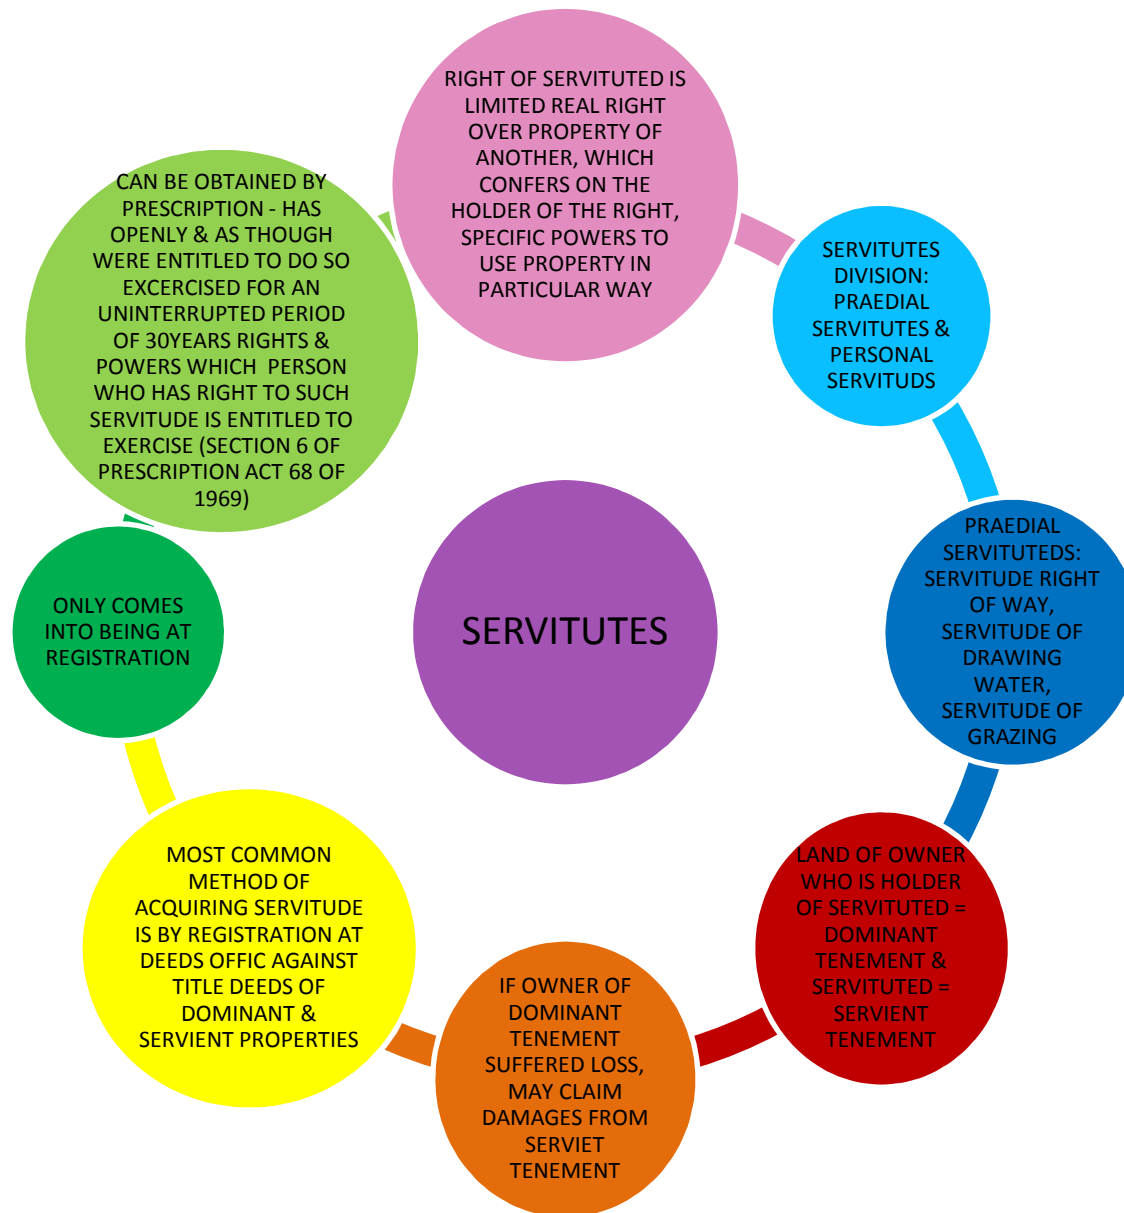 RIGHT OF SERVITUTED IS
LIMITED REAL RIGHT
OVER PROPERTY OF
ANOTHER, WHICH
CONFERS ON THE
HOLDER OF THE RIGHT,
SPECIFIC POWERS TO
USE PROPERTY IN
PARTICULAR WAY
SERVITUTES
DIVISION:
PRAEDIAL
SERVITUTES &
PERSONAL
SERVITUDS
PRAEDIAL
SERVITUTEDS:
SERVITUDE RIGHT
OF WAY,
SERVITUDE OF
DRAWING
WATER,
SERVITUDE OF
GRAZING
LAND OF OWNER
WHO IS HOLDER
OF SERVITUTED =
DOMINANT
TENEMENT &
SERVITUTED =
SERVIENT
TENEMENT
IF OWNER OF
DOMINANT
TENEMENT
SUFFERED LOSS,
MAY CLAIM
DAMAGES FROM
SERVIET
TENEMENT
MOST COMMON
METHOD OF
ACQUIRING SERVITUDE
IS BY REGISTRATION AT
DEEDS OFFIC AGAINST
TITLE DEEDS OF
DOMINANT &
SERVIENT PROPERTIES
ONLY COMES
INTO BEING AT
REGISTRATION
CAN BE OBTAINED BY
PRESCRIPTION - HAS
OPENLY & AS THOUGH
WERE ENTITLED TO DO SO
EXCERCISED FOR AN
UNINTERRUPTED PERIOD
OF 30YEARS RIGHTS &
POWERS WHICH PERSON
WHO HAS RIGHT TO SUCH
SERVITUDE IS ENTITLED TO
EXERCISE (SECTION 6 OF
PRESCRIPTION ACT 68 OF
1969)
SERVITUTES